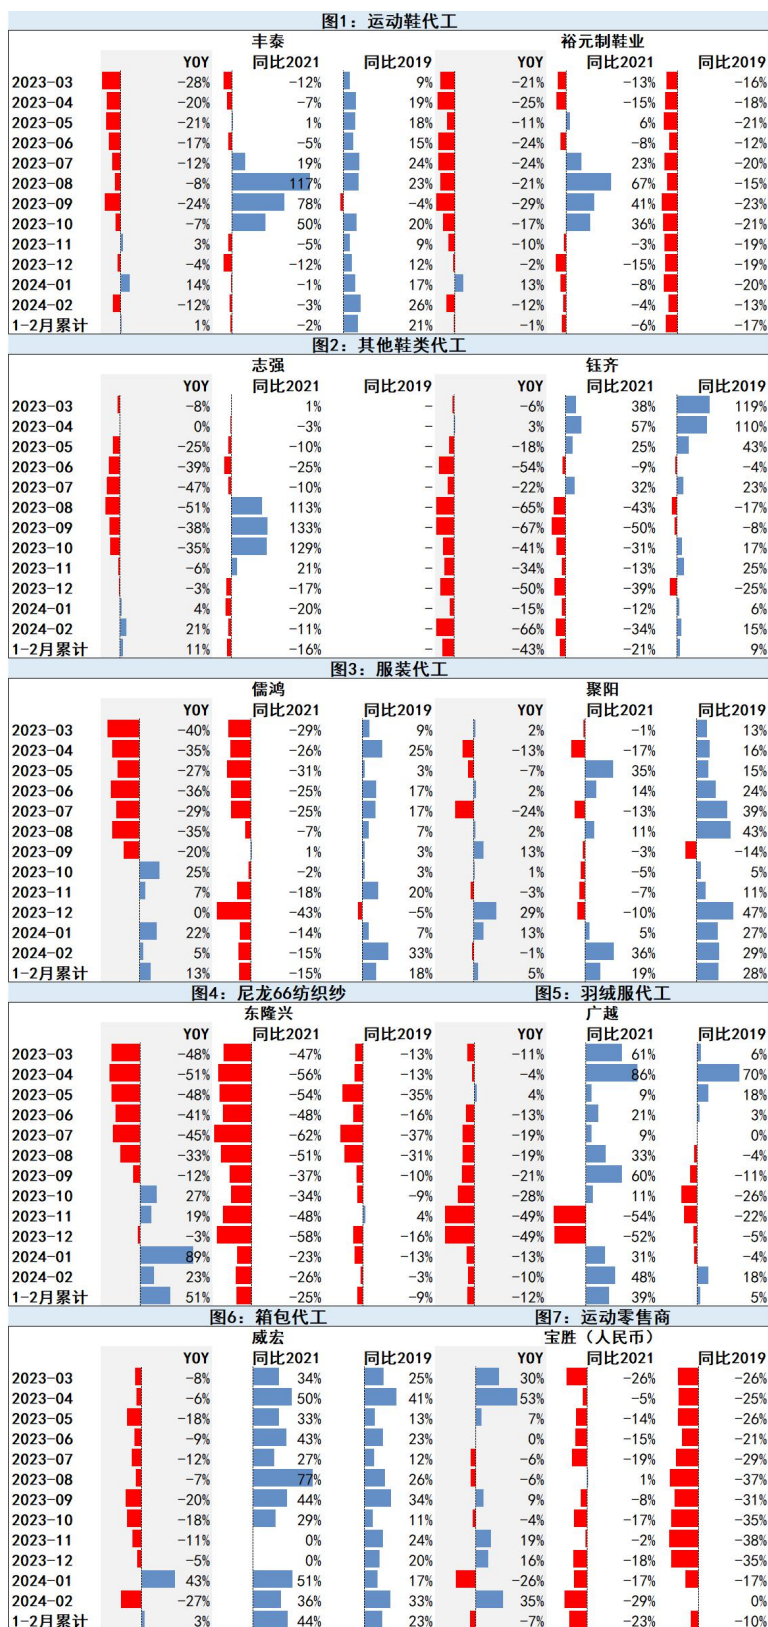 图1: 运动鞋代工
丰泰 裕元制鞋业
YOY 同比2021 同比2019 YOY 同比2021 同比2019
2023-03 -28% -12% 9% -21% -13% -16%
2023-04 -20% -7% 19% -25% -15% -18%
2023-05 -21% 1% 18% -11% 6% -21%
2023-06 -17% -5% 15% -24% -8% -12%
2023-07 -12% 19% 24% -24% 23% -20%
2023-08 -8% 117% 23% -21% 67% -15%
2023-09 -24% 78% -4% -29% 41% -23%
2023-10 -7% 50% 20% -17% 36% -21%
2023-11 3% -5% 9% -10% -3% -19%
2023-12 -4% -12% 12% -2% -15% -19%
2024-01 14% -1% 17% 13% -8% -20%
2024-02 -12% -3% 26% -12% -4% -13%
1-2月累计 1% -2% 21% -1% -6% -17%
图2: 其他鞋类代工
志强 钰齐
YOY 同比2021 同比2019 YOY 同比2021 同比2019
2023-03 -8% 1% - -6% 38% 119%
2023-04 0% -3% - 3% 57% 110%
2023-05 -25% -10% - -18% 25% 43%
2023-06 -39% -25% - -54% -9% -4%
2023-07 -47% -10% - -22% 32% 23%
2023-08 -51% 113% - -65% -43% -17%
2023-09 -38% 133% - -67% -50% -8%
2023-10 -35% 129% - -41% -31% 17%
2023-11 -6% 21% - -34% -13% 25%
2023-12 -3% -17% - -50% -39% -25%
2024-01 4% -20% - -15% -12% 6%
2024-02 21% -11% - -66% -34% 15%
1-2月累计 11% -16% - -43% -21% 9%
图3: 服装代工
儒鸿 聚阳
YOY 同比2021 同比2019 YOY 同比2021 同比2019
2023-03 -40% -29% 9% 2% -1% 13%
2023-04 -35% -26% 25% -13% -17% 16%
2023-05 -27% -31% 3% -7% 35% 15%
2023-06 -36% -25% 17% 2% 14% 24%
2023-07 -29% -25% 17% -24% -13% 39%
2023-08 -35% -7% 7% 2% 11% 43%
2023-09 -20% 1% 3% 13% -3% -14%
2023-10 25% -2% 3% 1% -5% 5%
2023-11 7% -18% 20% -3% -7% 11%
2023-12 0% -43% -5% 29% -10% 47%
2024-01 22% -14% 7% 13% 5% 27%
2024-02 5% -15% 33% -1% 36% 29%
1-2月累计 13% -15% 18% 5% 19% 28%
图4: 尼龙66纺织纱 图5: 羽绒服代工
东隆兴 广越
YOY 同比2021 同比2019 YOY 同比2021 同比2019
2023-03 -48% -47% -13% -11% 61% 6%
2023-04 -51% -56% -13% -4% 86% 70%
2023-05 -48% -54% -35% 4% 9% 18%
2023-06 -41% -48% -16% -13% 21% 3%
2023-07 -45% -62% -37% -19% 9% 0%
2023-08 -33% -51% -31% -19% 33% -4%
2023-09 -12% -37% -10% -21% 60% -11%
2023-10 27% -34% -9% -28% 11% -26%
2023-11 19% -48% 4% -49% -54% -22%
2023-12 -3% -58% -16% -49% -52% -5%
2024-01 89% -23% -13% -13% 31% -4%
2024-02 23% -26% -3% -10% 48% 18%
1-2月累计 51% -25% -9% -12% 39% 5%
图6: 箱包代工 图7: 运动零售商
威宏 宝胜（人民币）
YOY 同比2021 同比2019 YOY 同比2021 同比2019
2023-03 -8% 34% 25% 30% -26% -26%
2023-04 -6% 50% 41% 53% -5% -25%
2023-05 -18% 33% 13% 7% -14% -26%
2023-06 -9% 43% 23% 0% -15% -21%
2023-07 -12% 27% 12% -6% -19% -29%
2023-08 -7% 77% 26% -6% 1% -37%
2023-09 -20% 44% 34% 9% -8% -31%
2023-10 -18% 29% 11% -4% -17% -35%
2023-11 -11% 0% 24% 19% -2% -38%
2023-12 -5% 0% 20% 16% -18% -35%
2024-01 43% 51% 17% -26% -17% -17%
2024-02 -27% 36% 33% 35% -29% 0%
1-2月累计 3% 44% 23% -7% -23% -10%